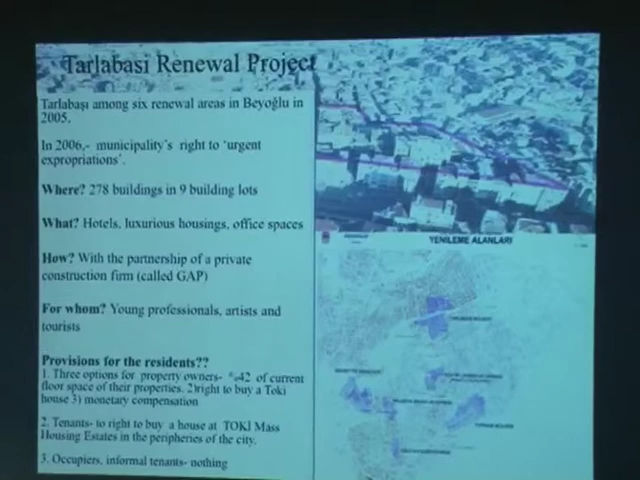 Tarlabasi Renewal Project
Tarlabaşı among six renewal areas in Beyoğlu in
2005.
In 2006,- municipality's right to 'urgent
expropriations'.
Where? 278 buildings in 9 building lots
What? Hotels, luxurious housings, office spaces
How? With the partnership of a private
construction firm (called GAP)
For whom? Young professionals, artists and
tourists
Provisions for the residents??
1. Three options for property owners- %42 of current
floor space of their properties. 2)right to buy a Toki
house 3) monetary compensation
2. Tenants- to right to buy a house at TOKI Mass
Housing Estates in the peripheries of the city.
3. Occupiers, informal tenants- nothing
YENİLEME ALANLARI